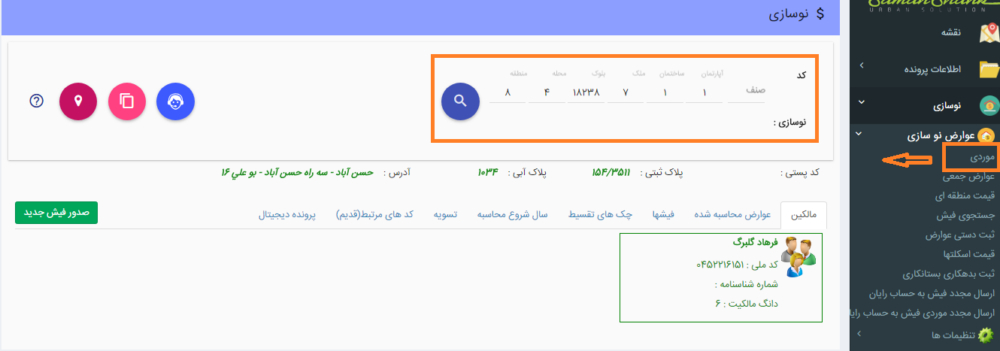 Saman Shahr
URBAN SOLUTION
نقشه
اطلاعات پرونده
نوسازی
عوارض نو سازی
موردی
عوارض جمعی
قیمت منطقه ای
جستجوی فیش
ثبت دستی عوارض
قیمت اسکلتها
ثبت بدهکاری بستانکاری
ارسال مجدد فیش به حساب رایان
ارسال مجدد موردی فیش به حساب رایا
تنظیمات ها
$ نوسازی
کد
آپارتمان ساختمان ملک بلوک محله منطقه
صنف ۱ ۱ ۷ ۱۸۲۳۸ ۴ ۸
نوسازی :
کد پستی : پلاک ثبتی : ۱۵۴/۳۵۱۱ پلاک آبی : ۱۰۳۴ آدرس : حسن آباد - سه راه حسن آباد - بو علي ۱۶
مالکین عوارض محاسبه شده فیشها چک های تقسیط سال شروع محاسبه تسویه کد های مرتبط(قدیم) پرونده دیجیتال صدور فیش جدید
فرهاد گلبرگ
کد ملی : ۰۴۵۲۲۱۶۱۵۱
شماره شناسنامه :
دانگ مالکیت : ۶